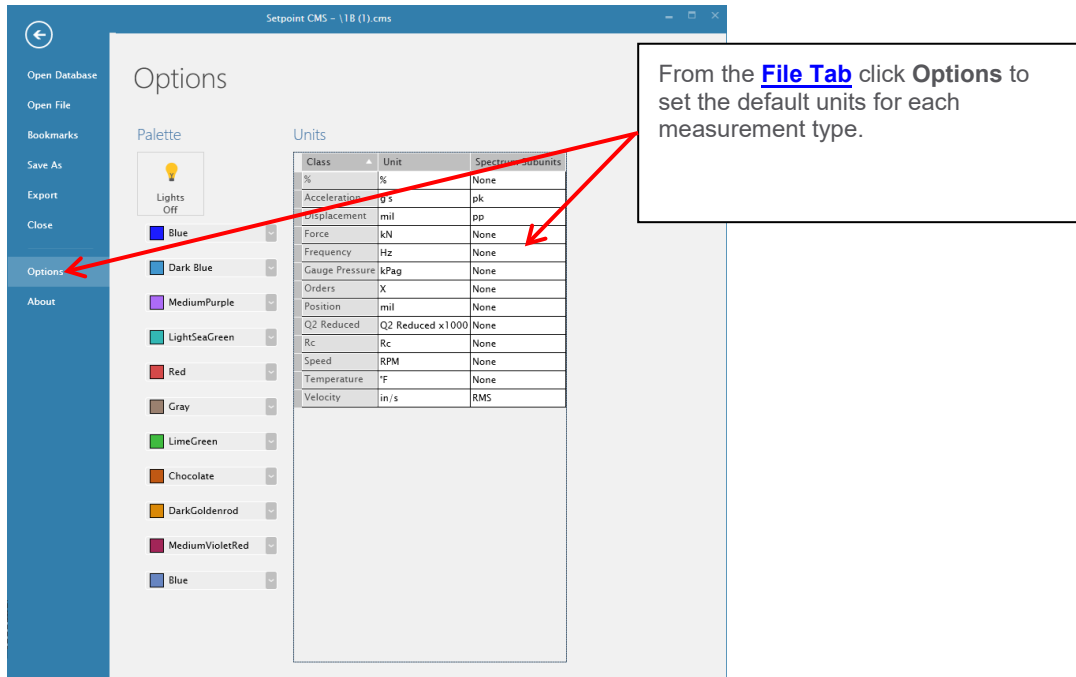 Setpoint CMS - \1B (1).cms
Open Database
Open File
Bookmarks
Save As
Export
Close
Options
About
Options
Palette
Lights
Off
Blue
Dark Blue
MediumPurple
LightSeaGreen
Red
Gray
LimeGreen
Chocolate
DarkGoldenrod
MediumVioletRed
Blue
Units
Class Unit Spectrum Subunits
% % None
Acceleration g's pk
Displacement mil pp
Force kN None
Frequency Hz None
Gauge Pressure kPag None
Orders X None
Position mil None
Q2 Reduced Q2 Reduced x1000 None
Rc Rc None
Speed RPM None
Temperature °F None
Velocity in/s RMS
From the File Tab click Options to
set the default units for each
measurement type.